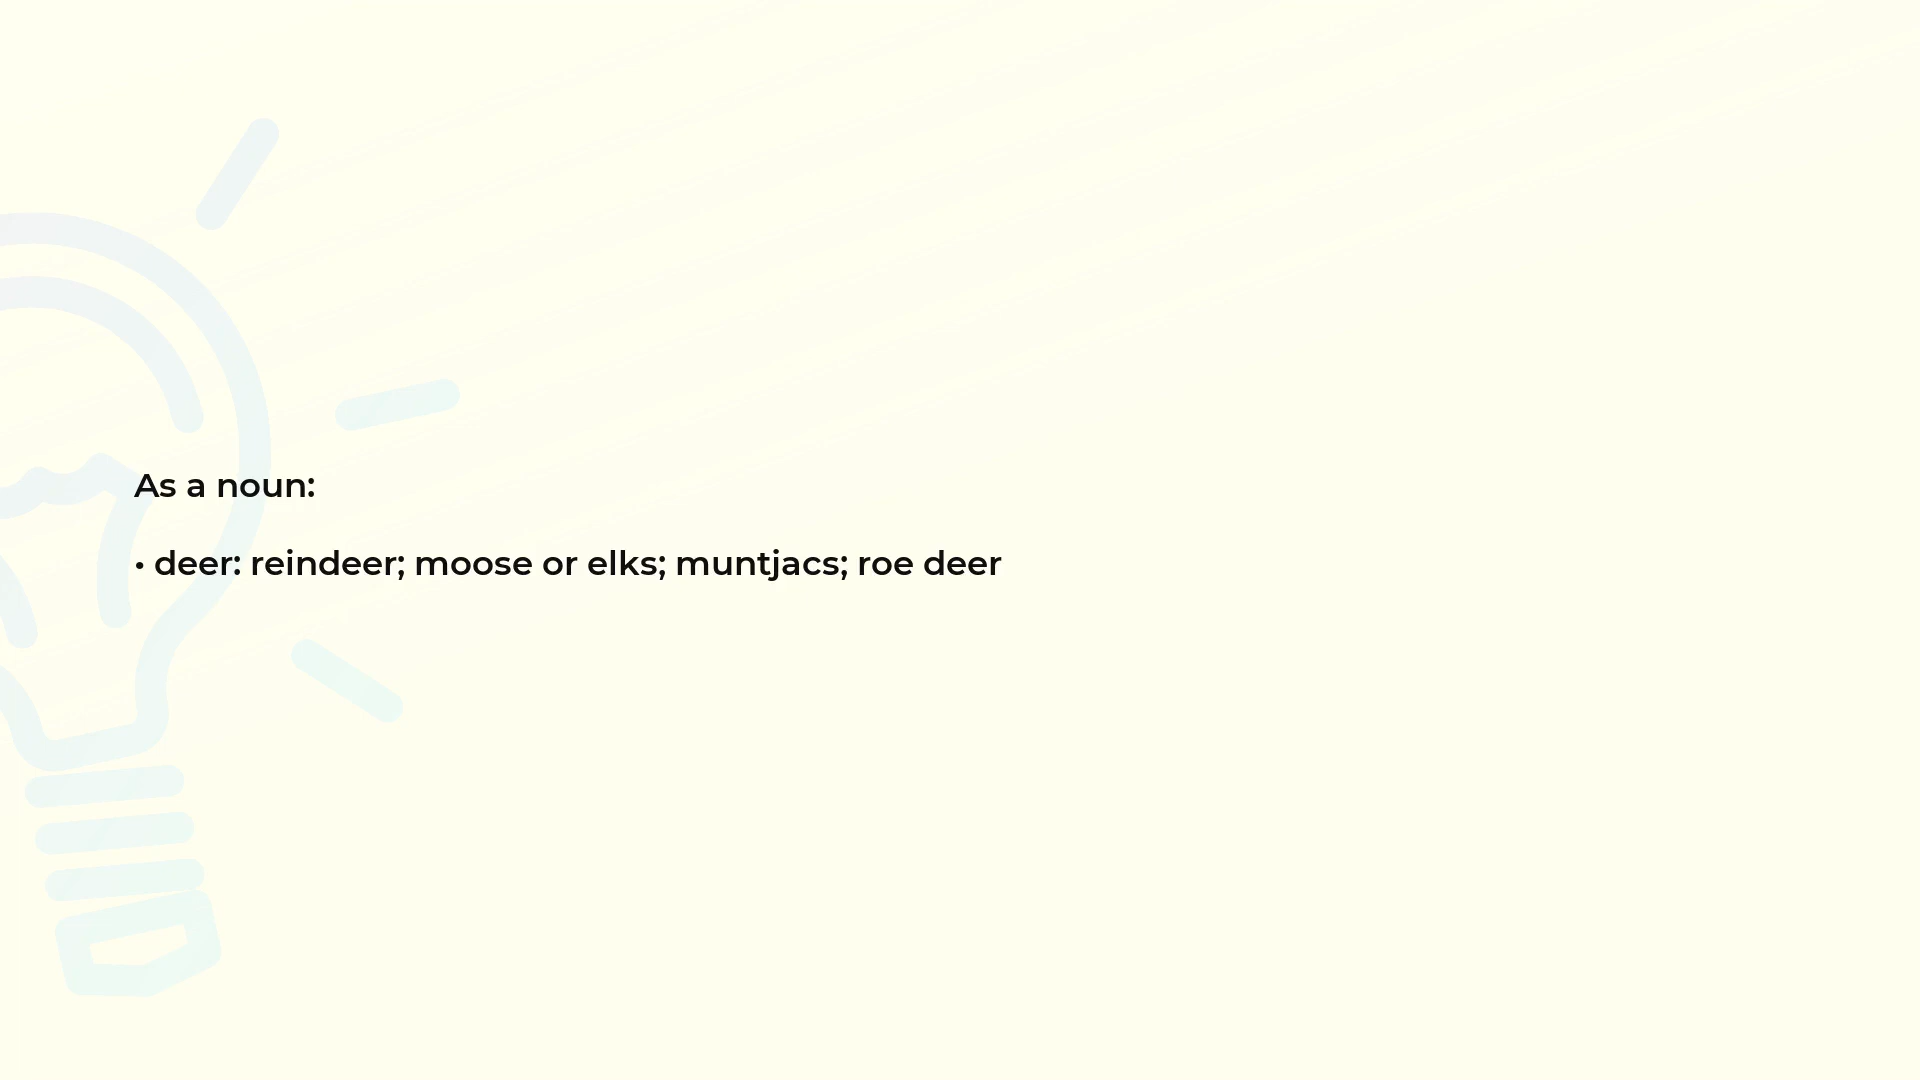 As a noun:
• deer: reindeer; moose or elks; muntjacs; roe deer